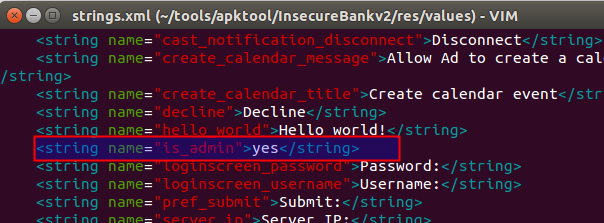 strings.xml (~/tools/apktool/InsecureBankv2/res/values) - VIM
<string name="cast_notification_disconnect">Disconnect</string>
<string name="create_calendar_message">Allow Ad to create a cal
/string>
<string name="create_calendar_title">Create calendar event</st
<string name="decline">Decline</string>
<string name="hello_world">Hello world!</string>
<string name="is_admin">yes</string>
<string name="loginscreen_password">Password:</string>
<string name="loginscreen_username">Username:</string>
<string name="pref_submit">Submit:</string>
<string name="server_ip">Server IP:</string>